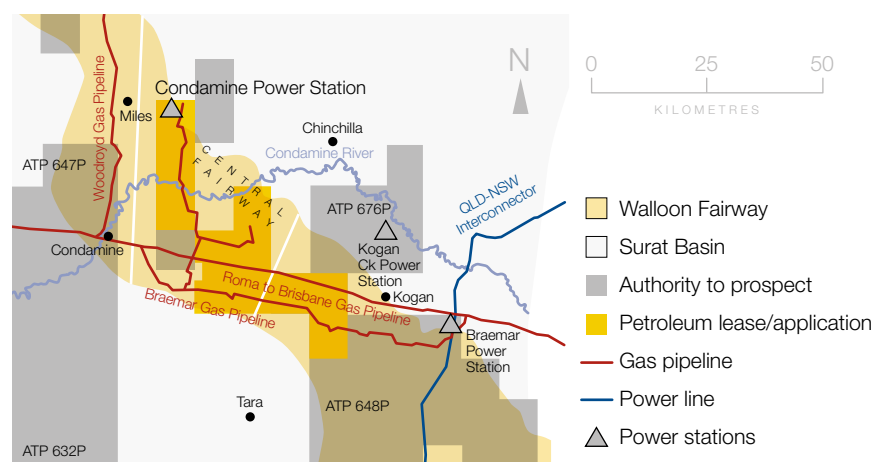 Woodroyd Gas Pipeline
Condamine Power Station
Miles
Chinchilla
Condamine River
CENTRAL
FAIRWAY
ATP 647P
ATP 676P
QLD-NSW
Interconnector
Kogan
Ck Power
Station
Condamine
Roma to Brisbane Gas Pipeline
Braemar Gas Pipeline
Kogan
Braemar
Power
Station
Tara
ATP 648P
ATP 632P
N
0
25
50
KILOMETRES
Walloon Fairway
Surat Basin
Authority to prospect
Petroleum lease/application
Gas pipeline
Power line
Power stations